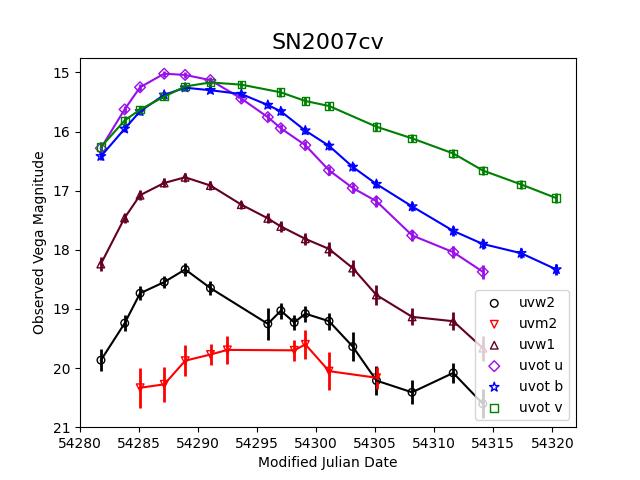 SN2007cv
Observed Vega Magnitude
15
16
17
18
19
20
21
54280 54285 54290 54295 54300 54305 54310 54315 54320
Modified Julian Date
uvw2
uvm2
uvw1
uvot u
uvot b
uvot v